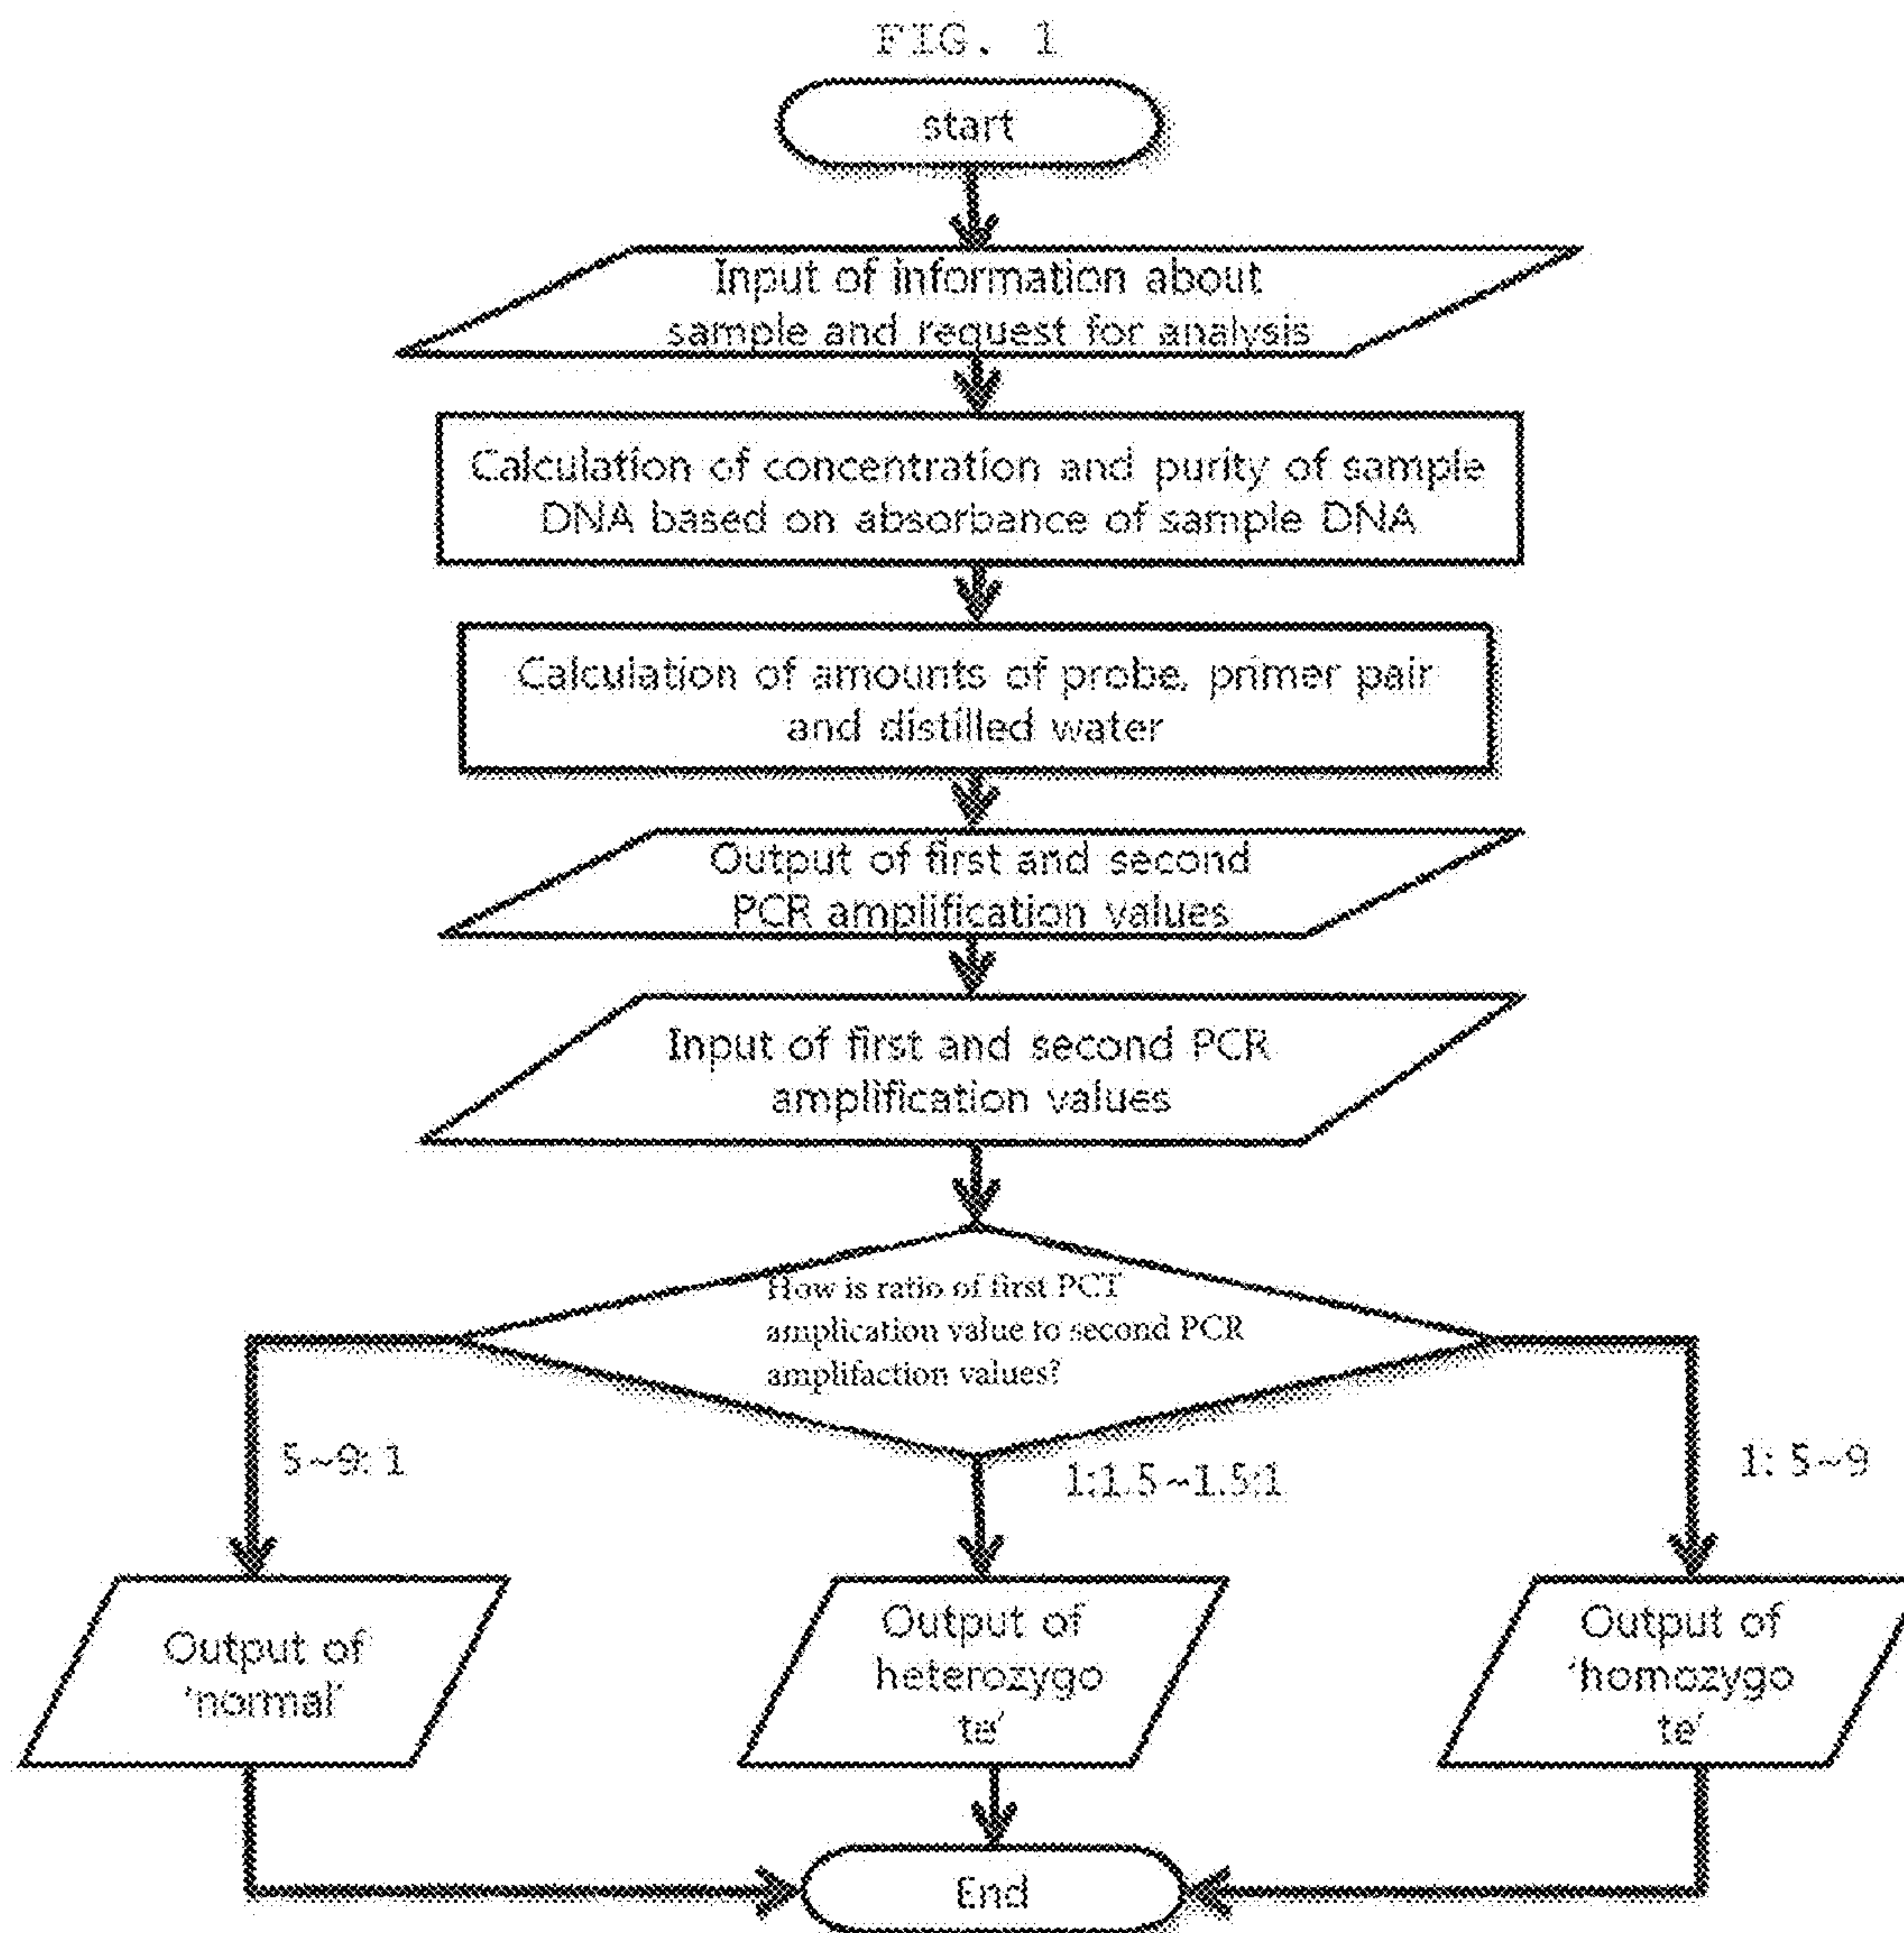 FIG. 1
start
Input of information about
sample and request for analysis
Calculation of concentration and purity of sample
DNA based on absorbance of sample DNA
Calculation of amounts of probe, primer pair
and distilled water
Output of first and second
PCR amplification values
Input of first and second PCR
amplification values
How is ratio of first PCT
amplication value to second PCR
amplifaction values?
5~9: 1
1:1.5~1.5:1
1: 5~9
Output of
'normal'
Output of
heterozygo
te'
Output of
'homozygo
te'
End